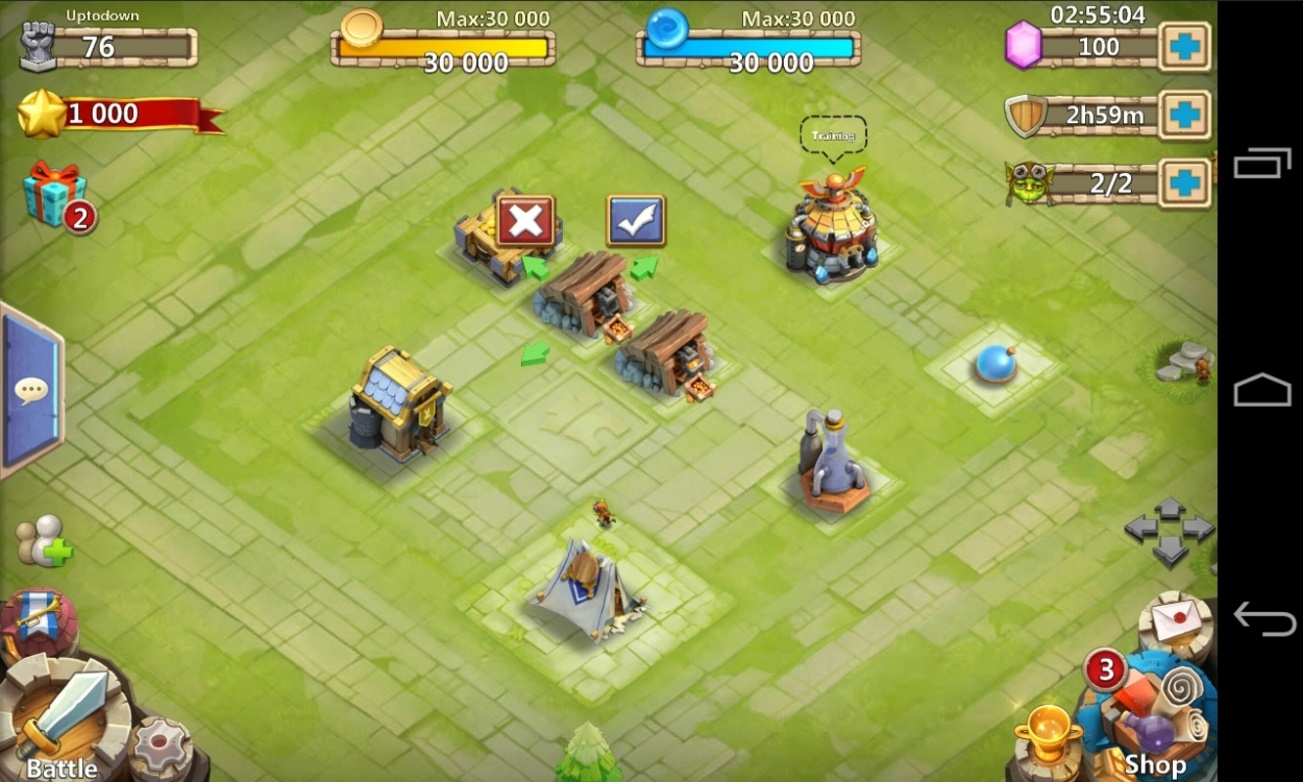 Uptodown
76
Max:30 000
30 000
Max:30 000
30 000
02:55:04
100
1 000
2h59m
Training
2/2
2
3
Battle
Shop